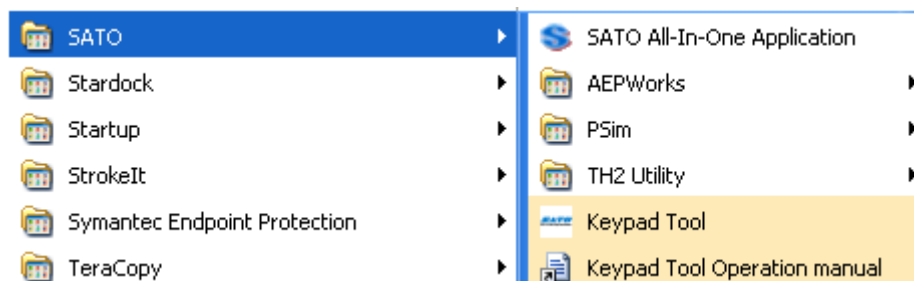 SATO
Stardock
Startup
StrokeIt
Symantec Endpoint Protection
TeraCopy
SATO All-In-One Application
AEPWorks
PSim
TH2 Utility
Keypad Tool
Keypad Tool Operation manual